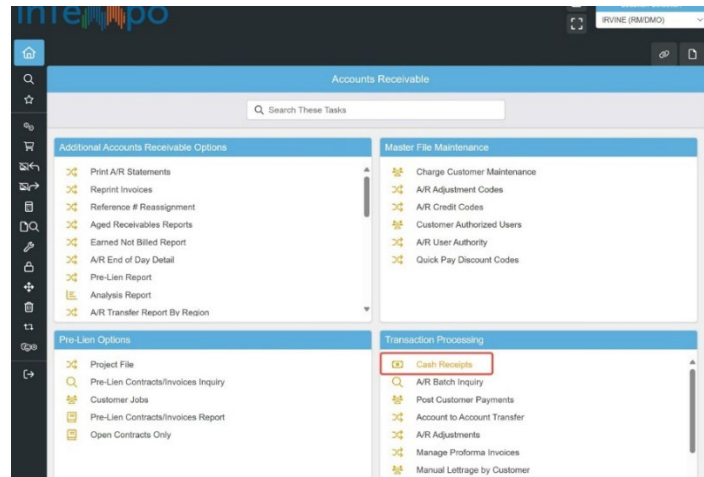 InTempo
IRVINE (RM/DMO)
Accounts Receivable
Search These Tasks
Additional Accounts Receivable Options
Print A/R Statements
Reprint Invoices
Reference # Reassignment
Aged Receivables Reports
Earned Not Billed Report
A/R End of Day Detail
Pre-Lien Report
Analysis Report
A/R Transfer Report By Region
Master File Maintenance
Charge Customer Maintenance
A/R Adjustment Codes
A/R Credit Codes
Customer Authorized Users
A/R User Authority
Quick Pay Discount Codes
Pre-Lien Options
Project File
Pre-Lien Contracts/Invoices Inquiry
Customer Jobs
Pre-Lien Contracts/Invoices Report
Open Contracts Only
Transaction Processing
Cash Receipts
A/R Batch Inquiry
Post Customer Payments
Account to Account Transfer
A/R Adjustments
Manage Proforma Invoices
Manual Lettrage by Customer